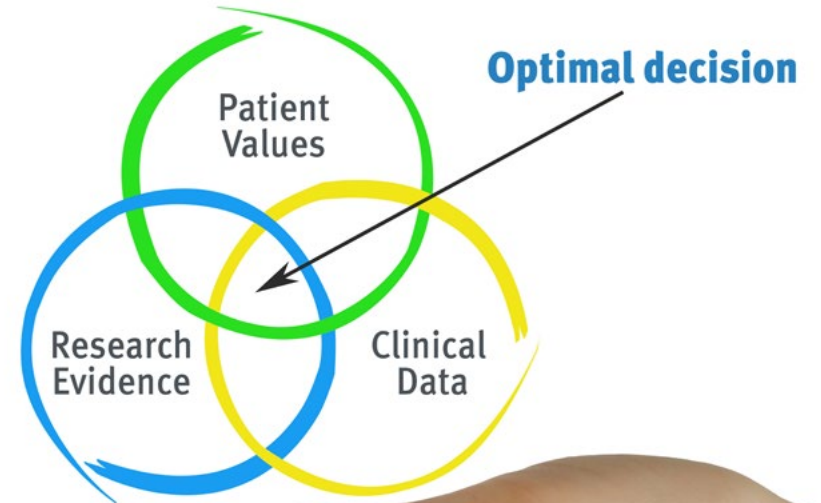 Patient
Values
Optimal decision
Research
Evidence
Clinical
Data